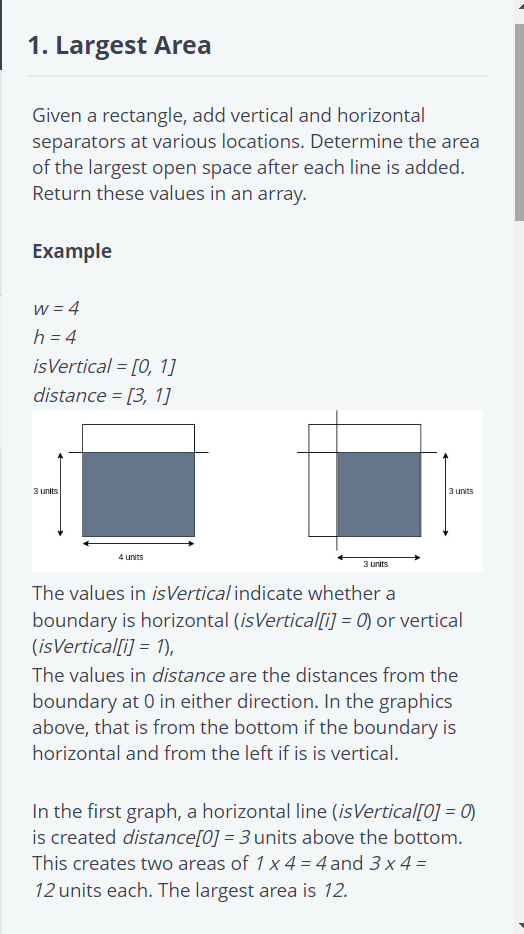 1. Largest Area
Given a rectangle, add vertical and horizontal
separators at various locations. Determine the area
of the largest open space after each line is added.
Return these values in an array.
Example
w = 4
h = 4
isVertical = [0, 1]
distance = [3, 1]
3 units
4 units
3 units
3 units
The values in isVertical indicate whether a
boundary is horizontal (isVertical[i] = 0) or vertical
(isVertical[i] = 1),
The values in distance are the distances from the
boundary at 0 in either direction. In the graphics
above, that is from the bottom if the boundary is
horizontal and from the left if is is vertical.
In the first graph, a horizontal line (isVertical[0] = 0)
is created distance[0] = 3 units above the bottom.
This creates two areas of 1 x 4 = 4 and 3 x 4 =
12 units each. The largest area is 12.